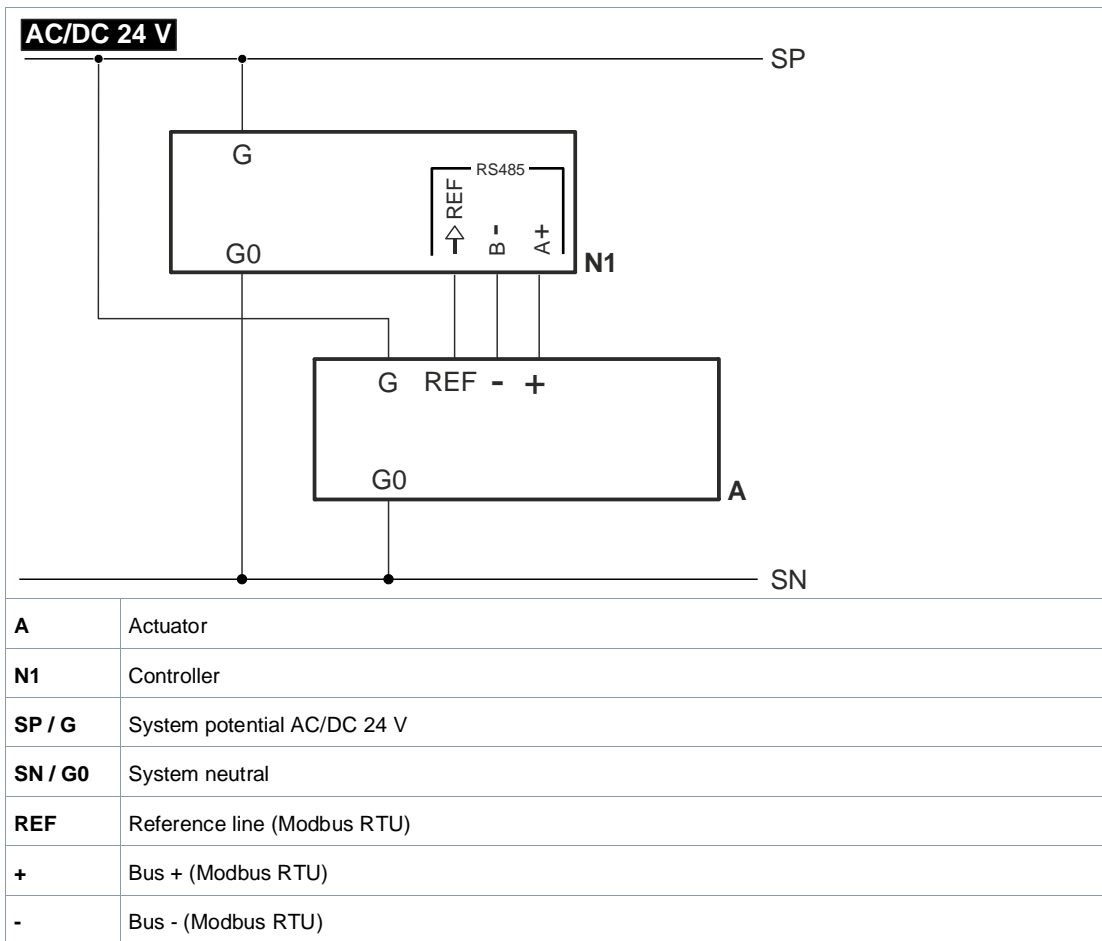 AC/DC 24 V
SP
G
RS485
REF
B -
A+
G0
N1
G REF - +
G0
A
SN
A Actuator
N1 Controller
SP / G System potential AC/DC 24 V
SN / G0 System neutral
REF Reference line (Modbus RTU)
+ Bus + (Modbus RTU)
- Bus - (Modbus RTU)